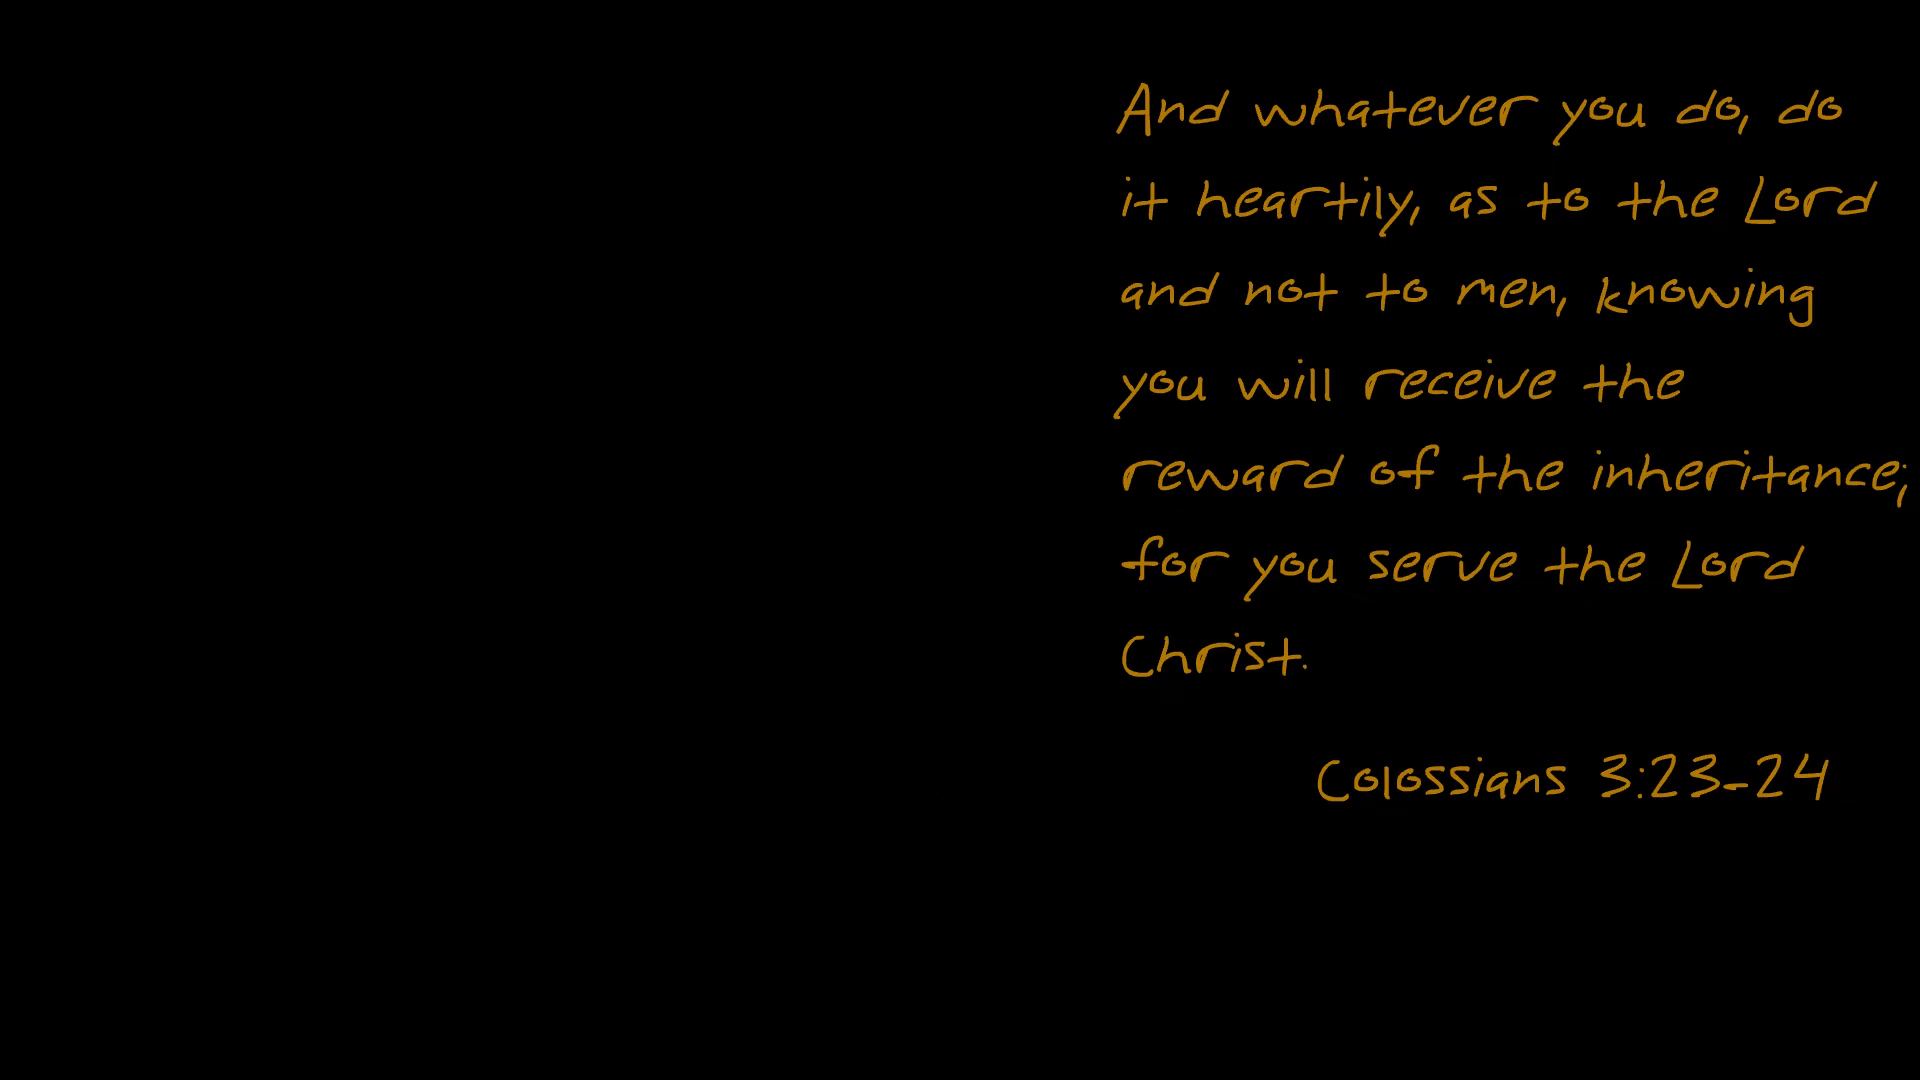 And whatever you do, do
it heartily, as to the Lord
and not to men, knowing
you will receive the
reward of the inheritance;
for you serve the Lord
Christ.
Colossians 3:23-24